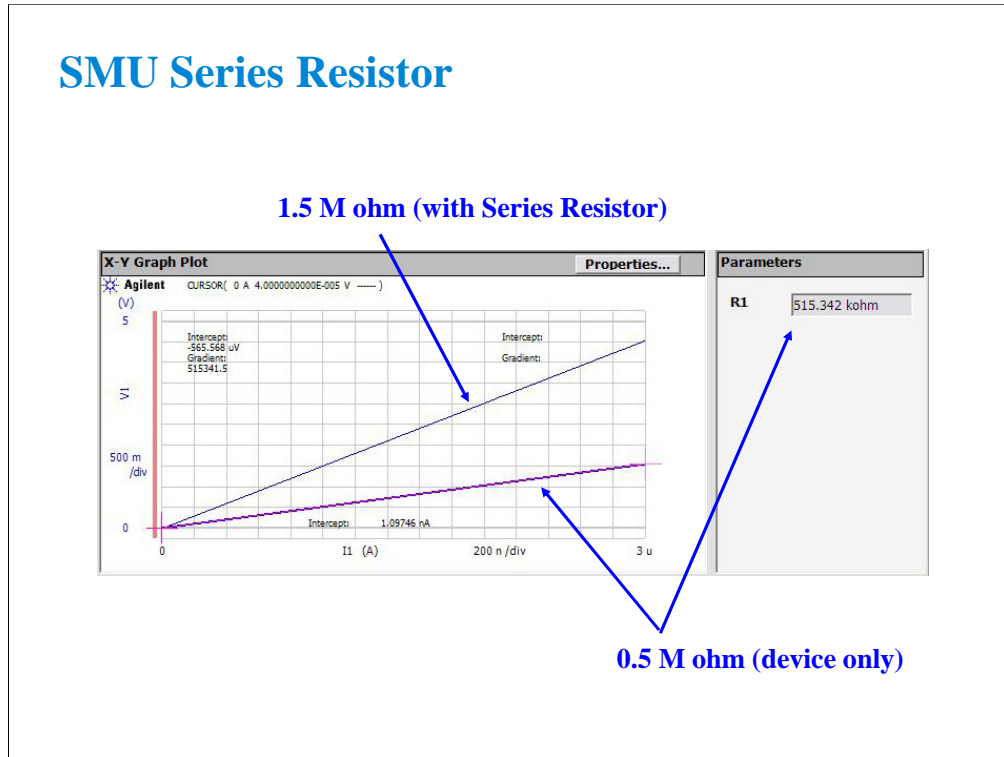 SMU Series Resistor
1.5 M ohm (with Series Resistor)
X-Y Graph Plot
Properties...
Agilent
CURSOR( 0 A 4.0000000000E-005 V ----- )
(V)
5
V1
500 m
/div
0
Intercept:
-565.568 uV
Gradient:
515341.5
Intercept:
Gradient:
Intercept: 1.09746 nA
0
I1 (A)
200 n /div
3 u
Parameters
R1
515.342 kohm
0.5 M ohm (device only)